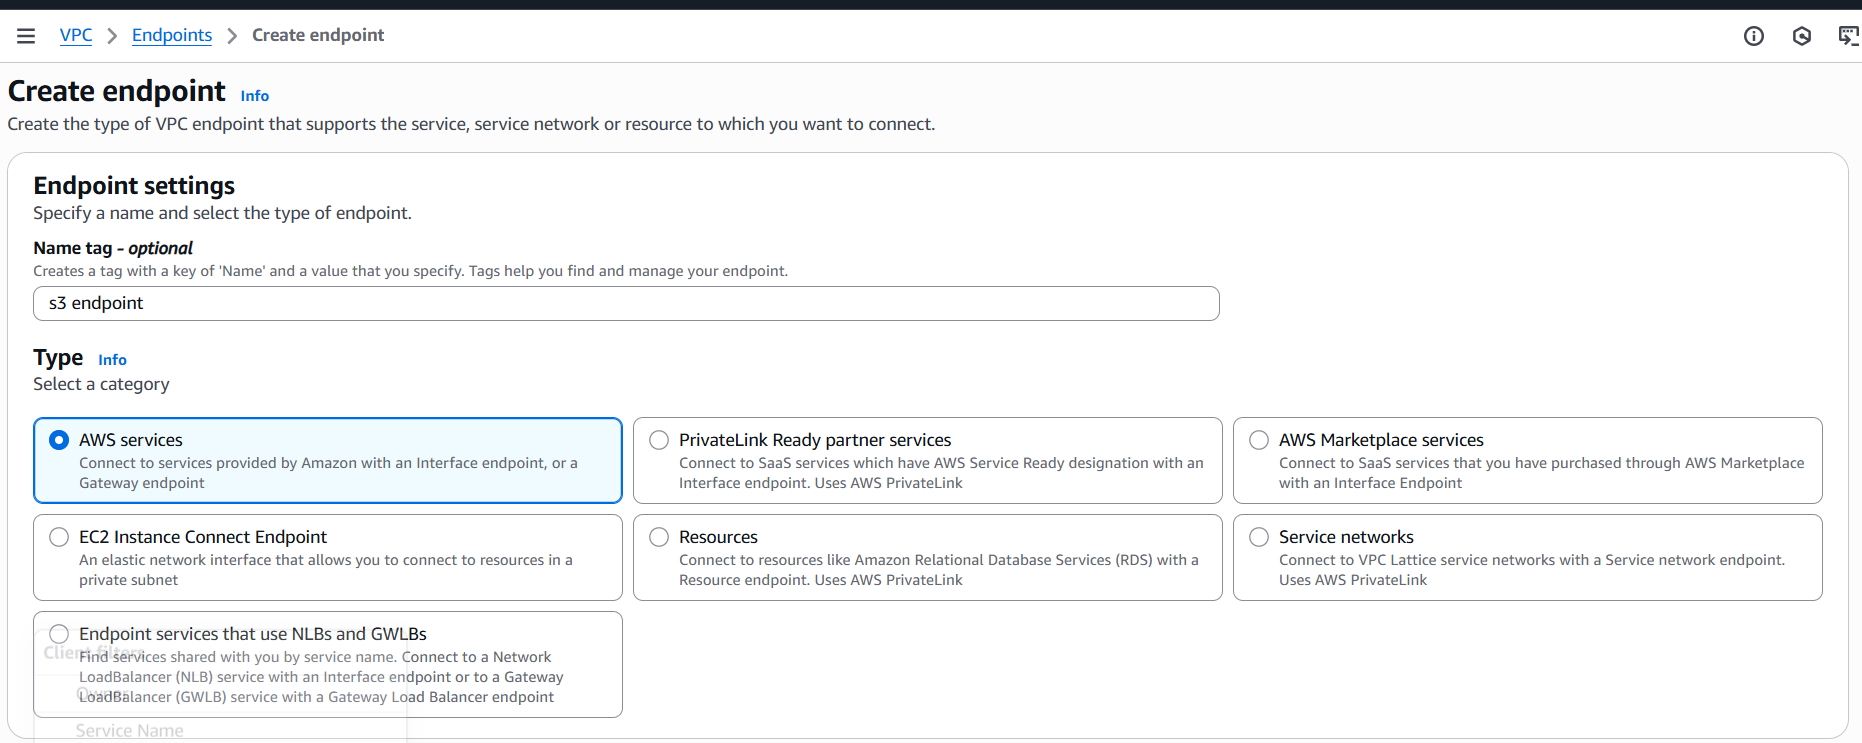 VPC > Endpoints > Create endpoint
Create endpoint Info
Create the type of VPC endpoint that supports the service, service network or resource to which you want to connect.
Endpoint settings
Specify a name and select the type of endpoint.
Name tag - optional
Creates a tag with a key of 'Name' and a value that you specify. Tags help you find and manage your endpoint.
s3 endpoint
Type Info
Select a category
AWS services
Connect to services provided by Amazon with an Interface endpoint, or a
Gateway endpoint
PrivateLink Ready partner services
Connect to SaaS services which have AWS Service Ready designation with an
Interface endpoint. Uses AWS PrivateLink
AWS Marketplace services
Connect to SaaS services that you have purchased through AWS Marketplace
with an Interface Endpoint
EC2 Instance Connect Endpoint
An elastic network interface that allows you to connect to resources in a
private subnet
Resources
Connect to resources like Amazon Relational Database Services (RDS) with a
Resource endpoint. Uses AWS PrivateLink
Service networks
Connect to VPC Lattice service networks with a Service network endpoint.
Uses AWS PrivateLink
Endpoint services that use NLBs and GWLBs
Find services shared with you by service name. Connect to a Network
LoadBalancer (NLB) service with an Interface endpoint or to a Gateway
LoadBalancer (GWLB) service with a Gateway Load Balancer endpoint
Client filters
Owner
Service Name